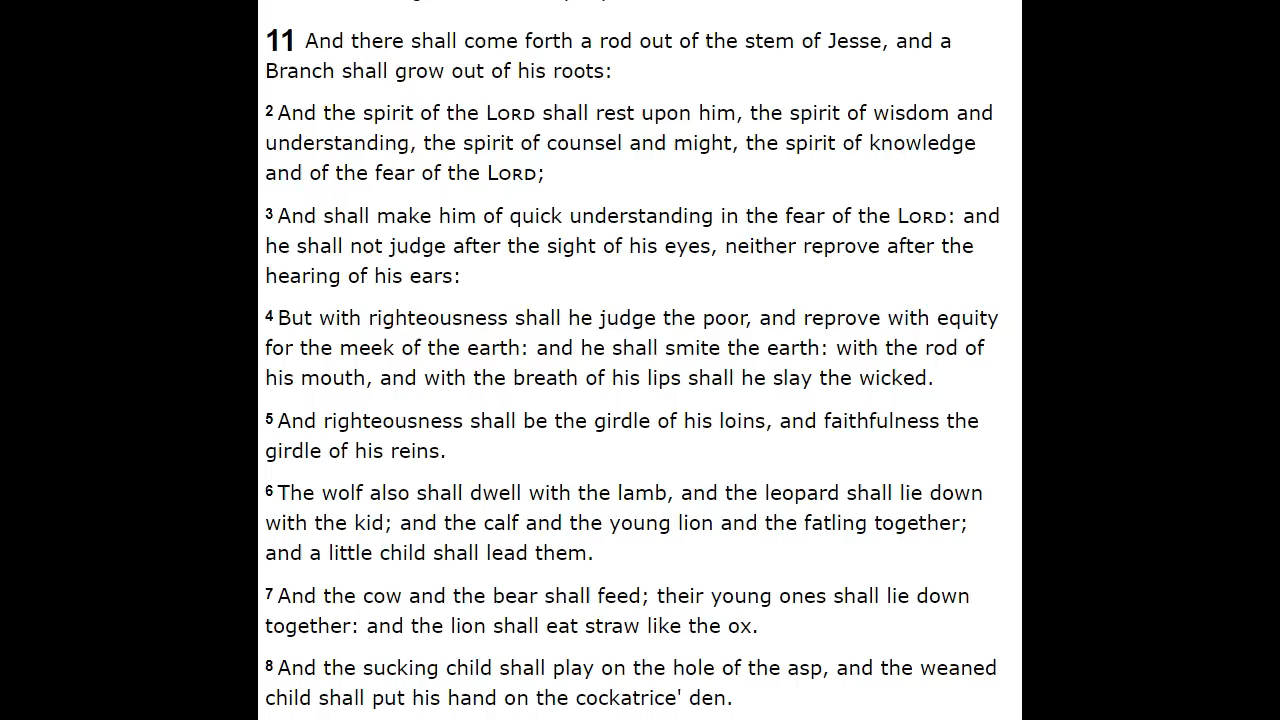 11 And there shall come forth a rod out of the stem of Jesse, and a
Branch shall grow out of his roots:
2 And the spirit of the LORD shall rest upon him, the spirit of wisdom and
understanding, the spirit of counsel and might, the spirit of knowledge
and of the fear of the LORD;
3 And shall make him of quick understanding in the fear of the LORD: and
he shall not judge after the sight of his eyes, neither reprove after the
hearing of his ears:
4 But with righteousness shall he judge the poor, and reprove with equity
for the meek of the earth: and he shall smite the earth: with the rod of
his mouth, and with the breath of his lips shall he slay the wicked.
5 And righteousness shall be the girdle of his loins, and faithfulness the
girdle of his reins.
6 The wolf also shall dwell with the lamb, and the leopard shall lie down
with the kid; and the calf and the young lion and the fatling together;
and a little child shall lead them.
7 And the cow and the bear shall feed; their young ones shall lie down
together: and the lion shall eat straw like the ox.
8 And the sucking child shall play on the hole of the asp, and the weaned
child shall put his hand on the cockatrice' den.